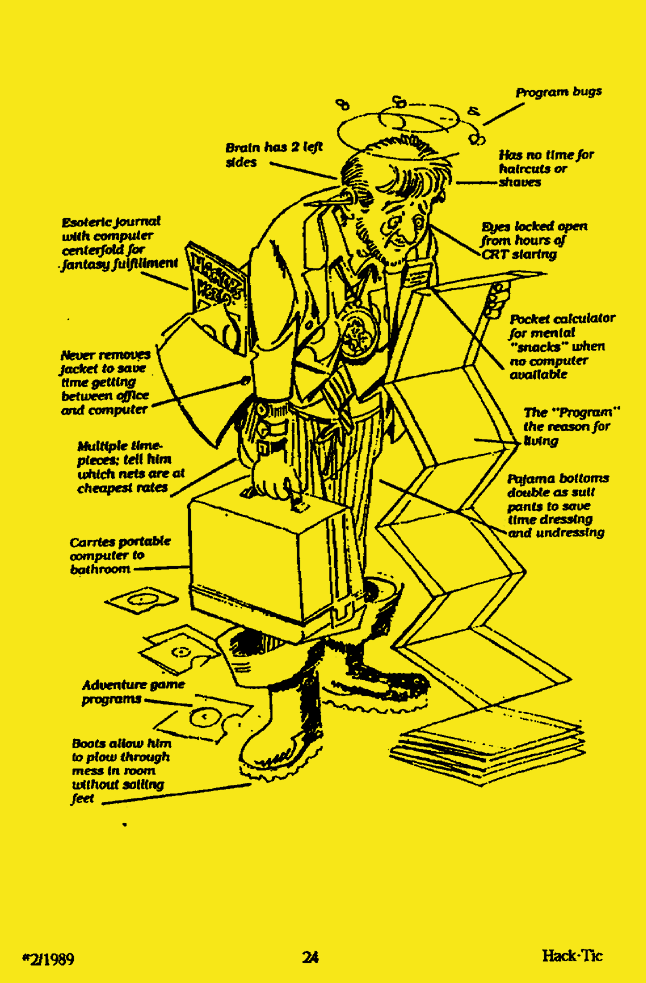 Program bugs
Brain has 2 left
sides
Has no time for
haircuts or
shaves
Esoteric journal
with computer
centerfold for
fantasy fulfillment
Eyes locked open
from hours of
CRT staring
Pocket calculator
for mental
"snacks" when
no computer
available
Never removes
jacket to save
time getting
between office
and computer
The "Program"
the reason for
living
Multiple time-
pieces; tell him
which nets are at
cheapest rates
Pajama bottoms
double as suit
pants to save
time dressing
and undressing
Carries portable
computer to
bathroom
Adventure game
programs
Boots allow him
to plow through
mess in room
without soiling
feet
#2/1989
24
Hack-Tic